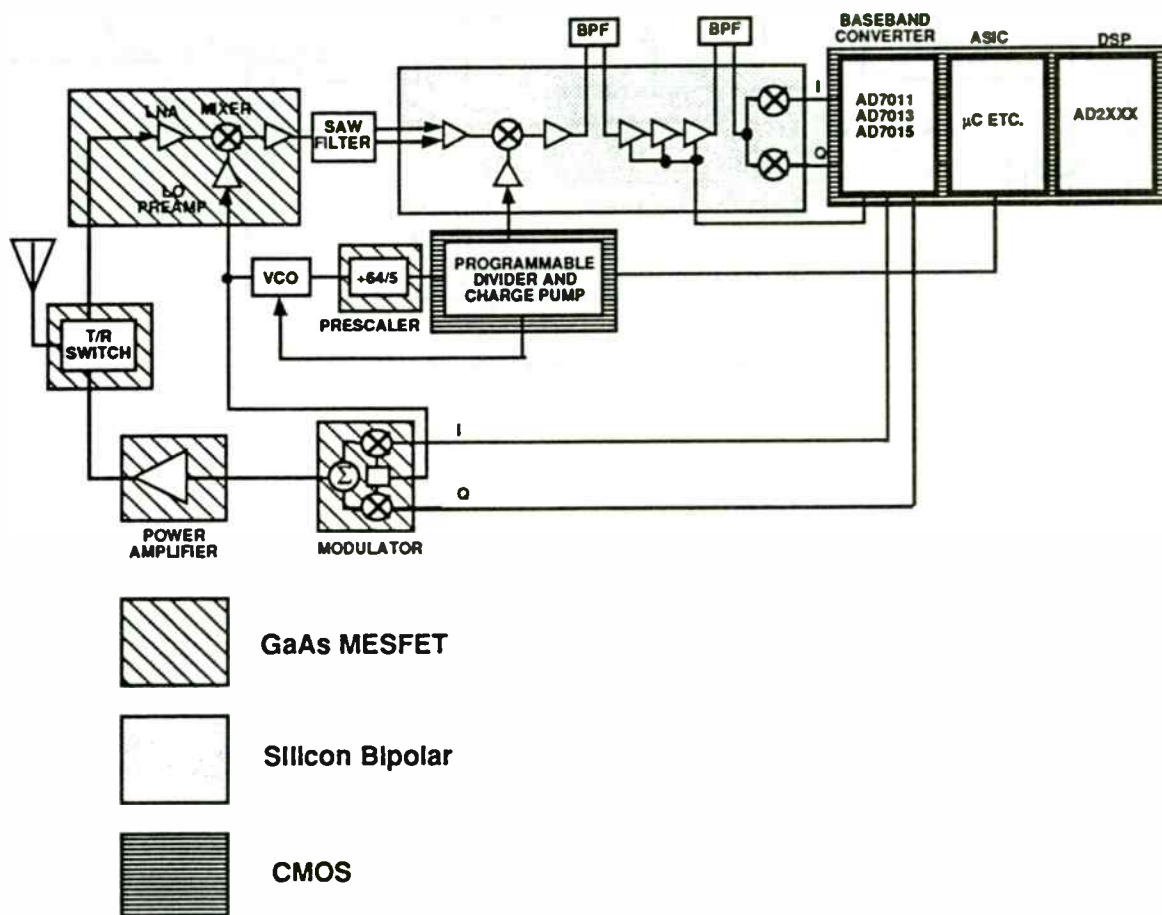 BPF
BPF
BASEBAND
CONVERTER
ASIC
DSP
LNA
MIXER
LO
PREAMP
SAW
FILTER
I
Q
AD7011
AD7013
AD7015
μC ETC.
AD2XXX
VCO
÷64/5
PRESCALER
PROGRAMMABLE
DIVIDER AND
CHARGE PUMP
T/R
SWITCH
POWER
AMPLIFIER
Σ
MODULATOR
I
Q
GaAs MESFET
Silicon Bipolar
CMOS